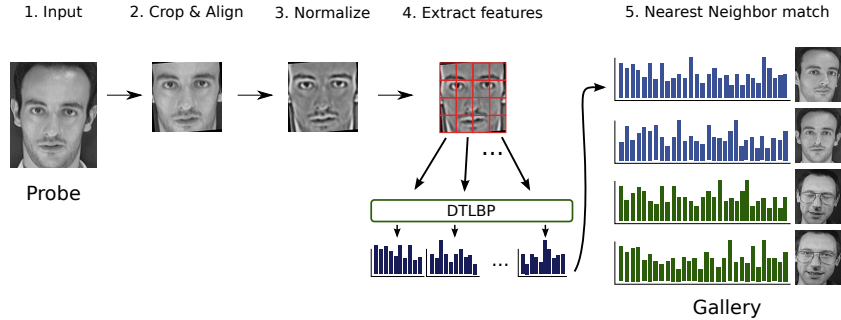 1. Input
2. Crop & Align
3. Normalize
4. Extract features
5. Nearest Neighbor match
Probe
...
DTLBP
...
Gallery